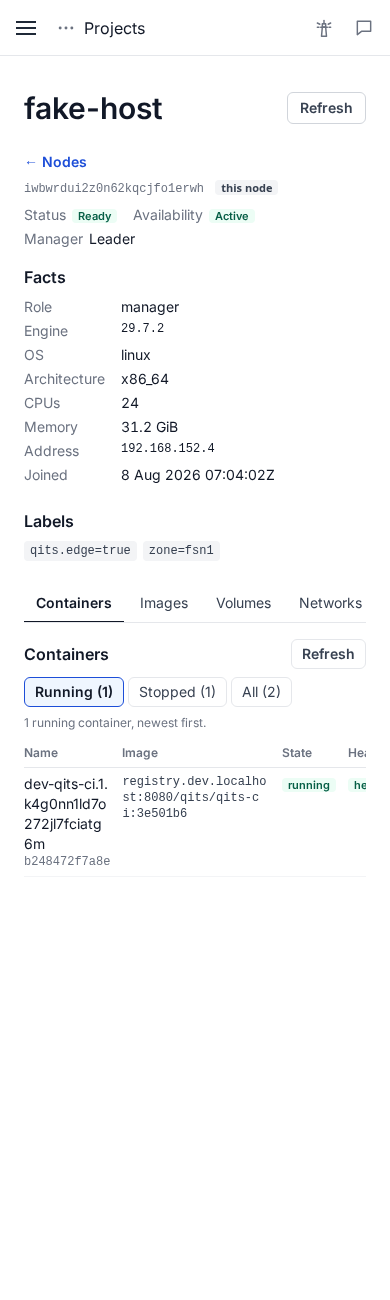 Projects
fake-host
Refresh
← Nodes
iwbwrdui2z0n62kqcjfo1erwh this node
Status Ready Availability Active
Manager Leader
Facts
Role manager
Engine 29.7.2
OS linux
Architecture x86_64
CPUs 24
Memory 31.2 GiB
Address 192.168.152.4
Joined 8 Aug 2026 07:04:02Z
Labels
qits.edge=true zone=fsn1
Containers Images Volumes Networks
Containers
Refresh
Running (1) Stopped (1) All (2)
1 running container, newest first.
Name Image State Hea
dev-qits-ci.1.
k4g0nn1ld7o
272jl7fciatg
6m
b248472f7a8e
registry.dev.localho
st:8080/qits/qits-c
i:3e501b6
running
he